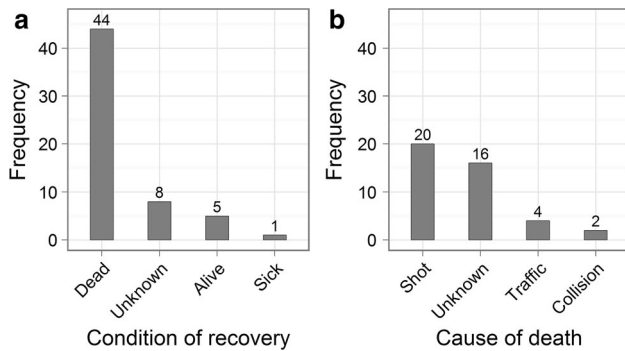 a
44
40
30
20
10
0
8
5
1
Frequency
Dead
Unknown
Alive
Sick
Condition of recovery
b
40
30
20
10
0
20
16
4
2
Frequency
Shot
Unknown
Traffic
Collision
Cause of death